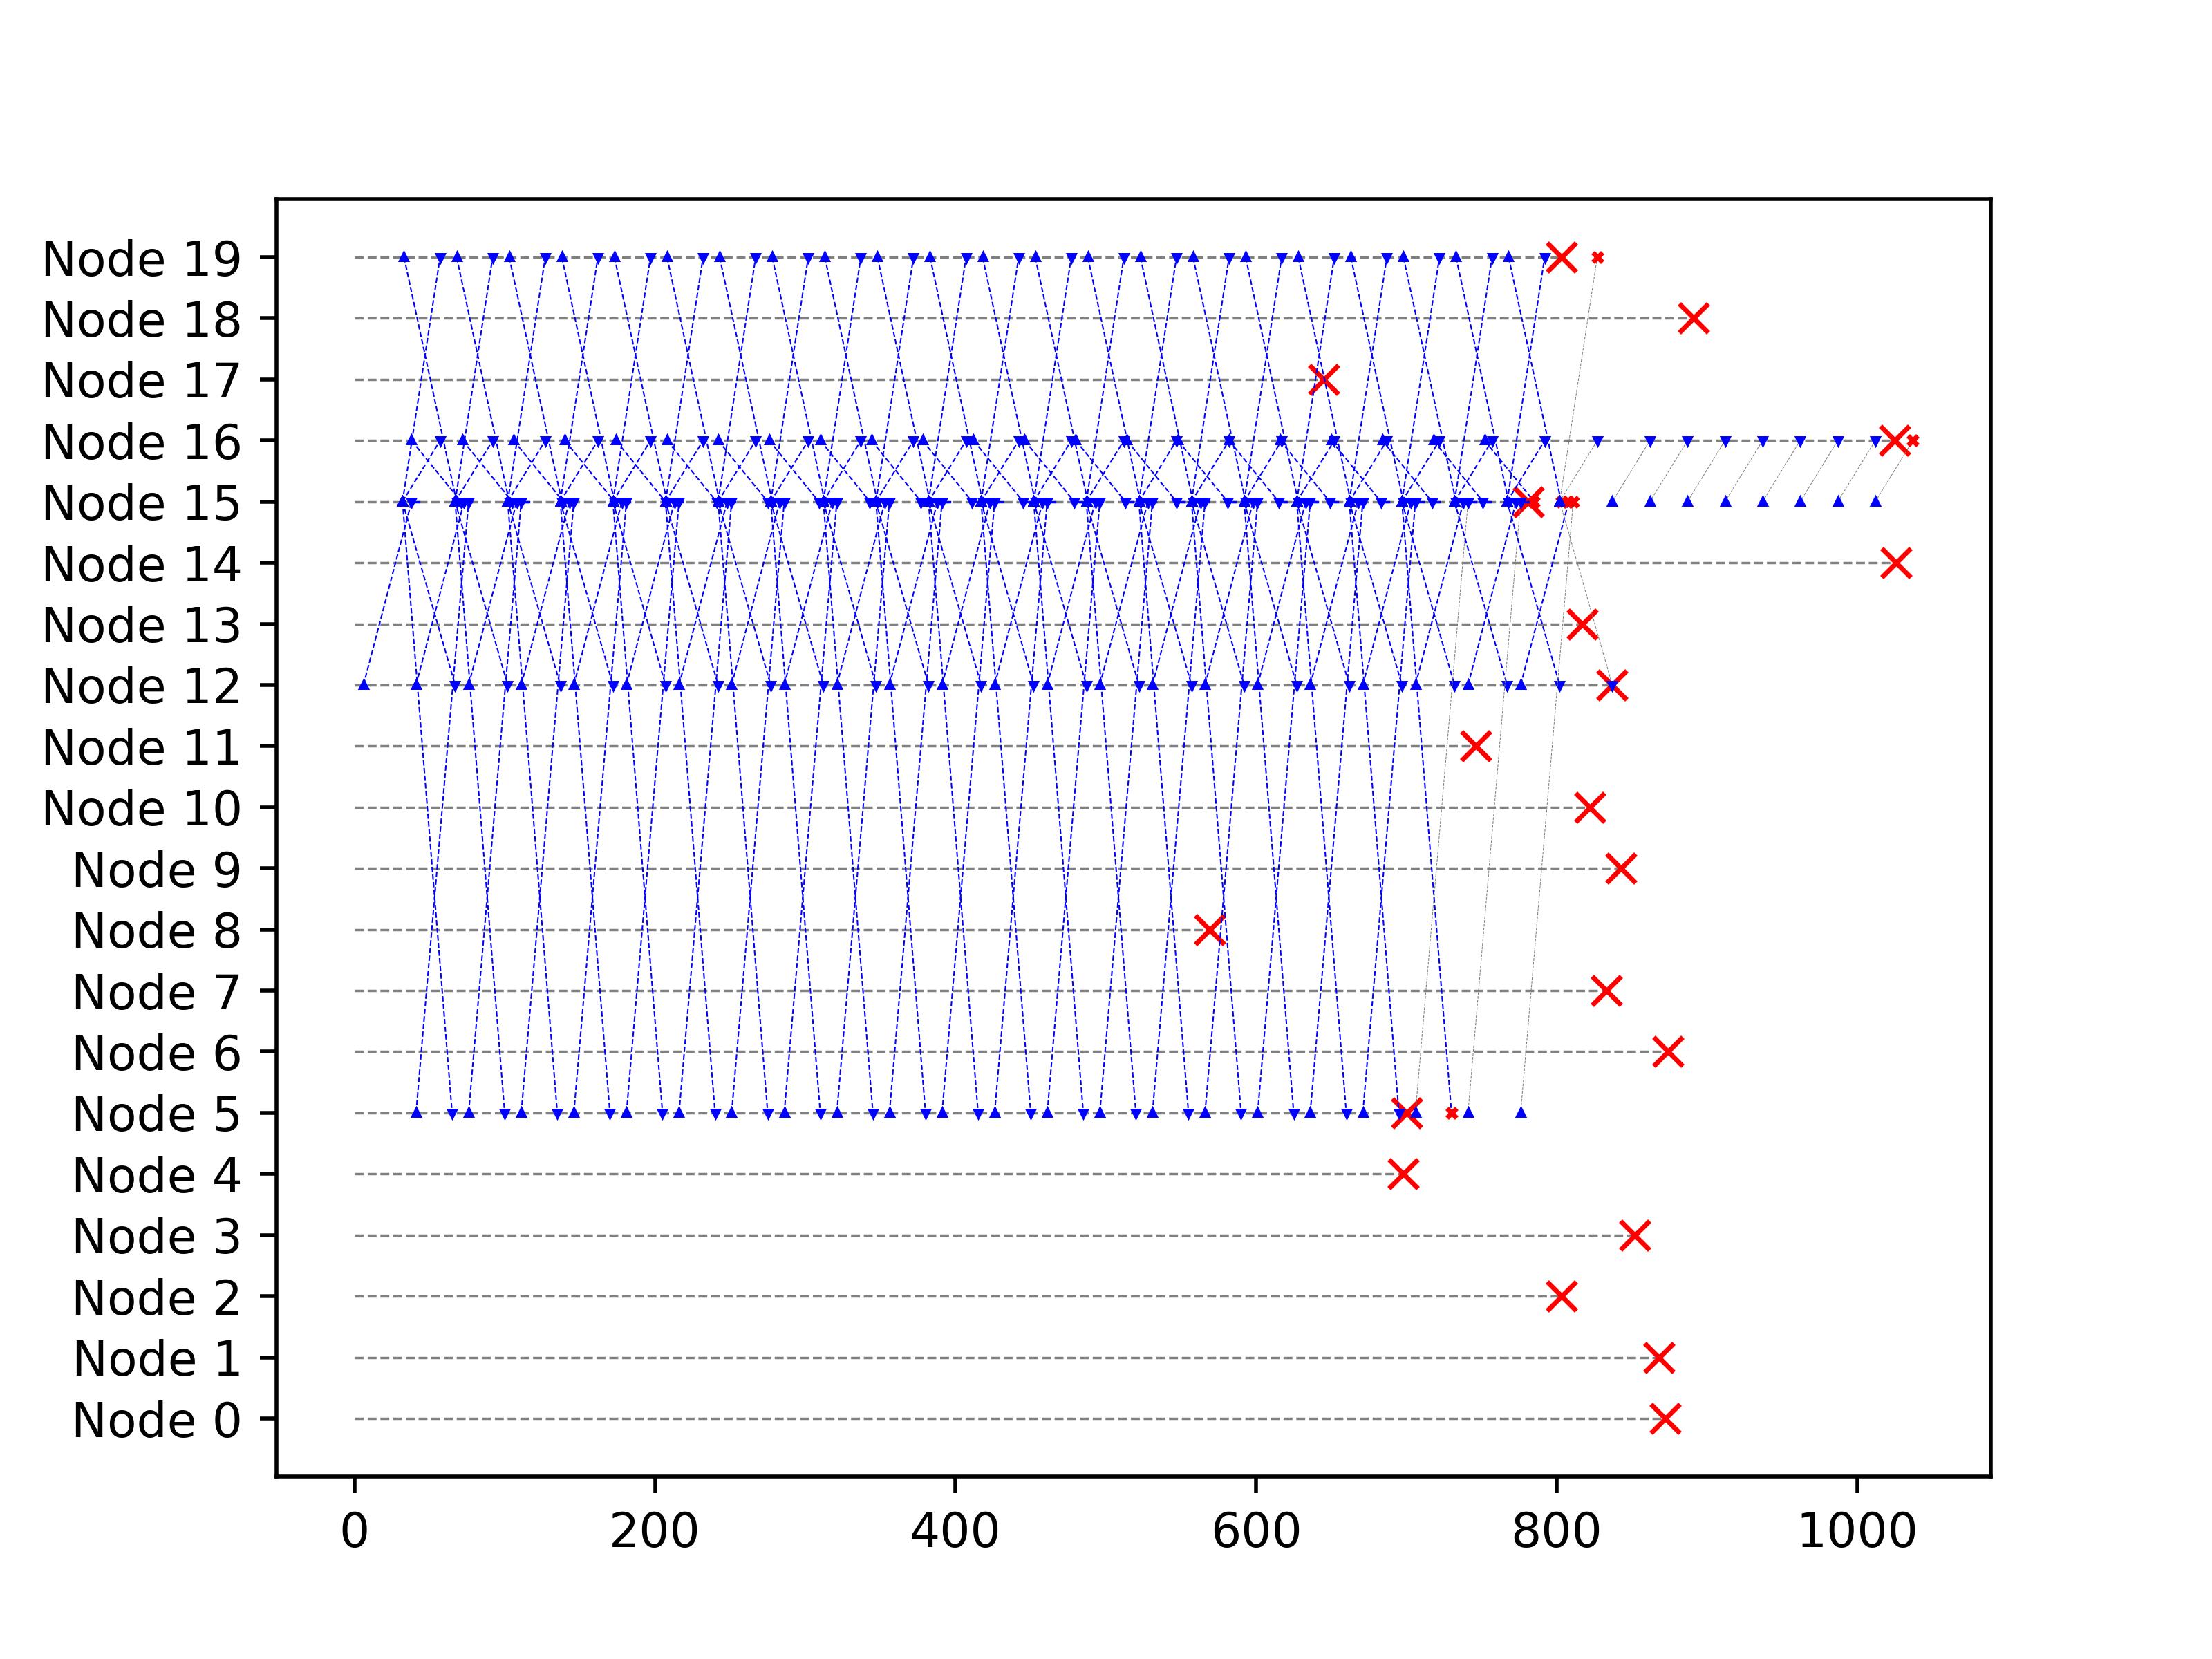 Node 19
Node 18
Node 17
Node 16
Node 15
Node 14
Node 13
Node 12
Node 11
Node 10
Node 9
Node 8
Node 7
Node 6
Node 5
Node 4
Node 3
Node 2
Node 1
Node 0
0 200 400 600 800 1000